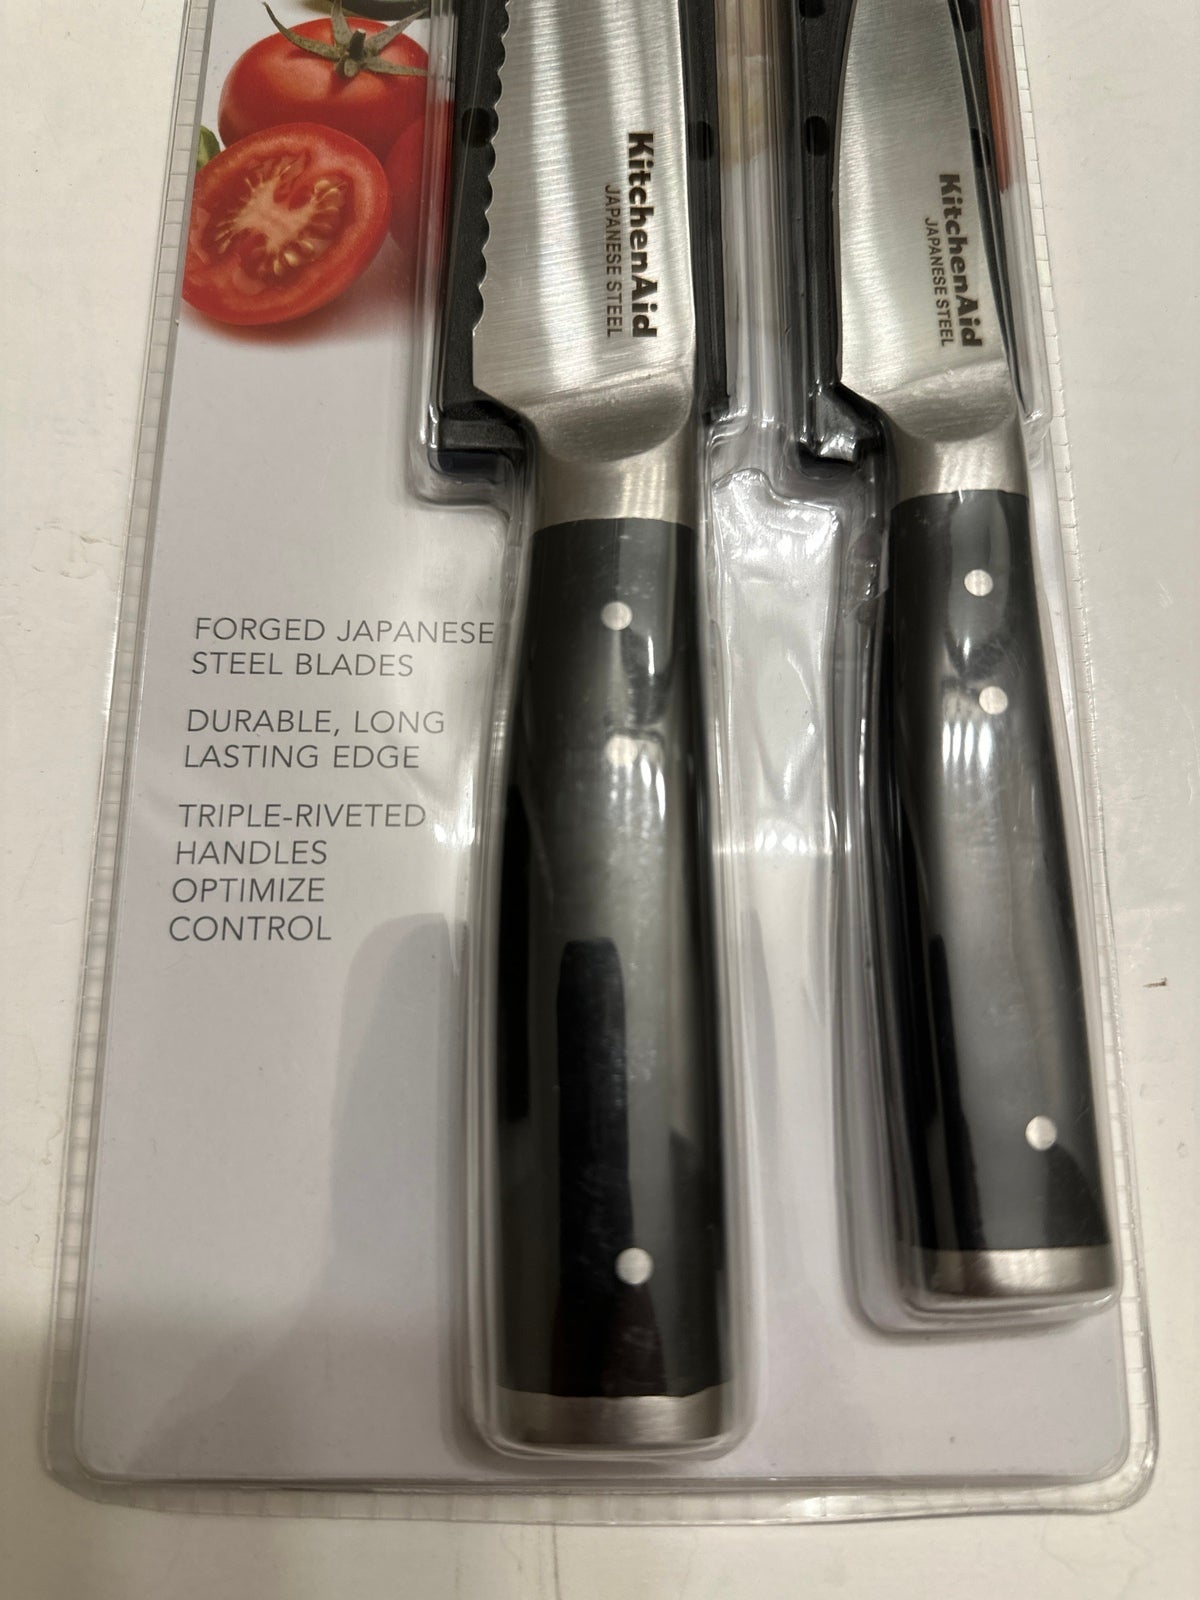 KitchenAid
JAPANESE STEEL
KitchenAid
JAPANESE STEEL
FORGED JAPANESE
STEEL BLADES
DURABLE, LONG
LASTING EDGE
TRIPLE-RIVETED
HANDLES
OPTIMIZE
CONTROL